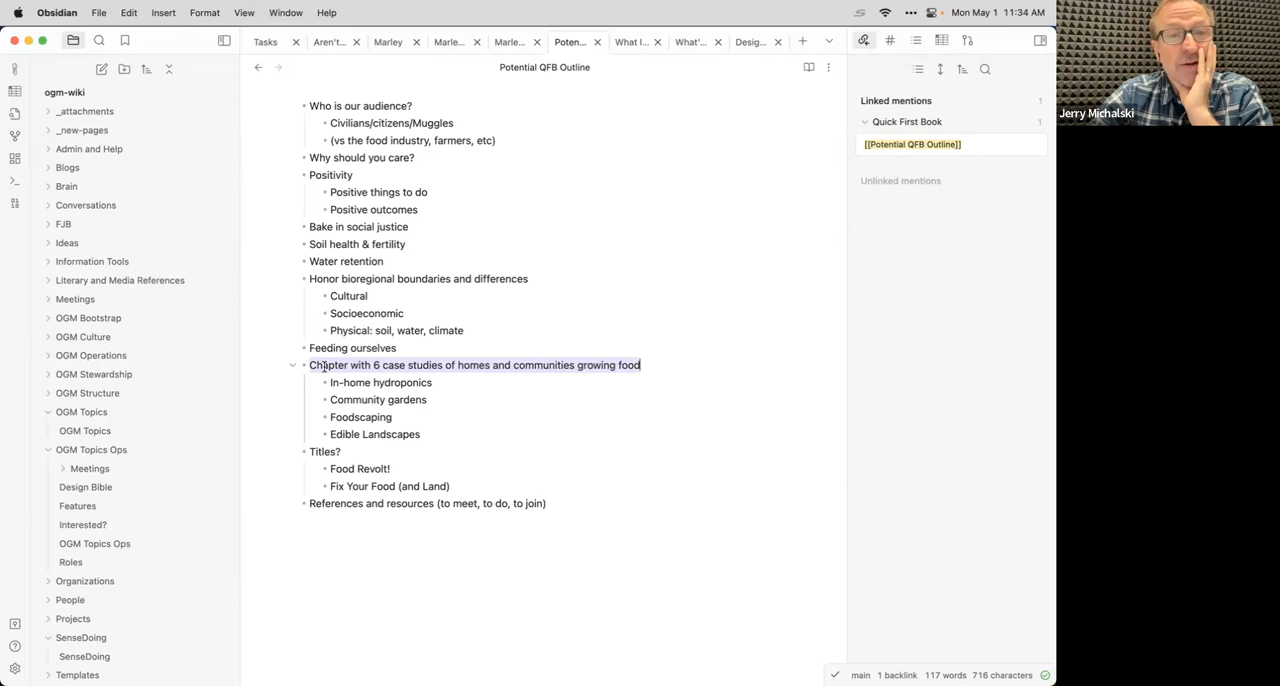 Obsidian File Edit Insert Format View Window Help
Mon May 1 11:34 AM
Tasks
Aren't...
Marley
Marle...
Marle...
Poten...
What I...
What'...
Desig...
Potential QFB Outline
ogm-wiki
_attachments
_new-pages
Admin and Help
Blogs
Brain
Conversations
FJB
Ideas
Information Tools
Literary and Media References
Meetings
OGM Bootstrap
OGM Culture
OGM Operations
OGM Stewardship
OGM Structure
OGM Topics
OGM Topics
OGM Topics Ops
Meetings
Design Bible
Features
Interested?
OGM Topics Ops
Roles
Organizations
People
Projects
SenseDoing
SenseDoing
Templates
Who is our audience?
Civilians/citizens/Muggles
(vs the food industry, farmers, etc)
Why should you care?
Positivity
Positive things to do
Positive outcomes
Bake in social justice
Soil health & fertility
Water retention
Honor bioregional boundaries and differences
Cultural
Socioeconomic
Physical: soil, water, climate
Feeding ourselves
Chapter with 6 case studies of homes and communities growing food
In-home hydroponics
Community gardens
Foodscaping
Edible Landscapes
Titles?
Food Revolt!
Fix Your Food (and Land)
References and resources (to meet, to do, to join)
Linked mentions 1
Quick First Book 1
[[Potential QFB Outline]]
Unlinked mentions
main 1 backlink 117 words 716 characters
Jerry Michalski